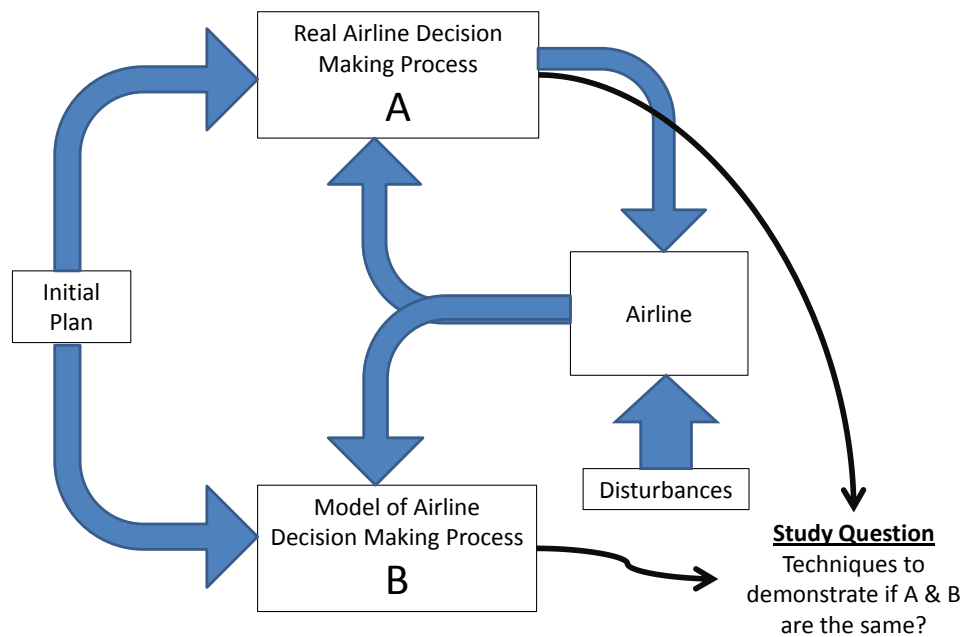 Real Airline Decision
Making Process
A
Initial
Plan
Airline
Disturbances
Model of Airline
Decision Making Process
B
Study Question
Techniques to
demonstrate if A & B
are the same?